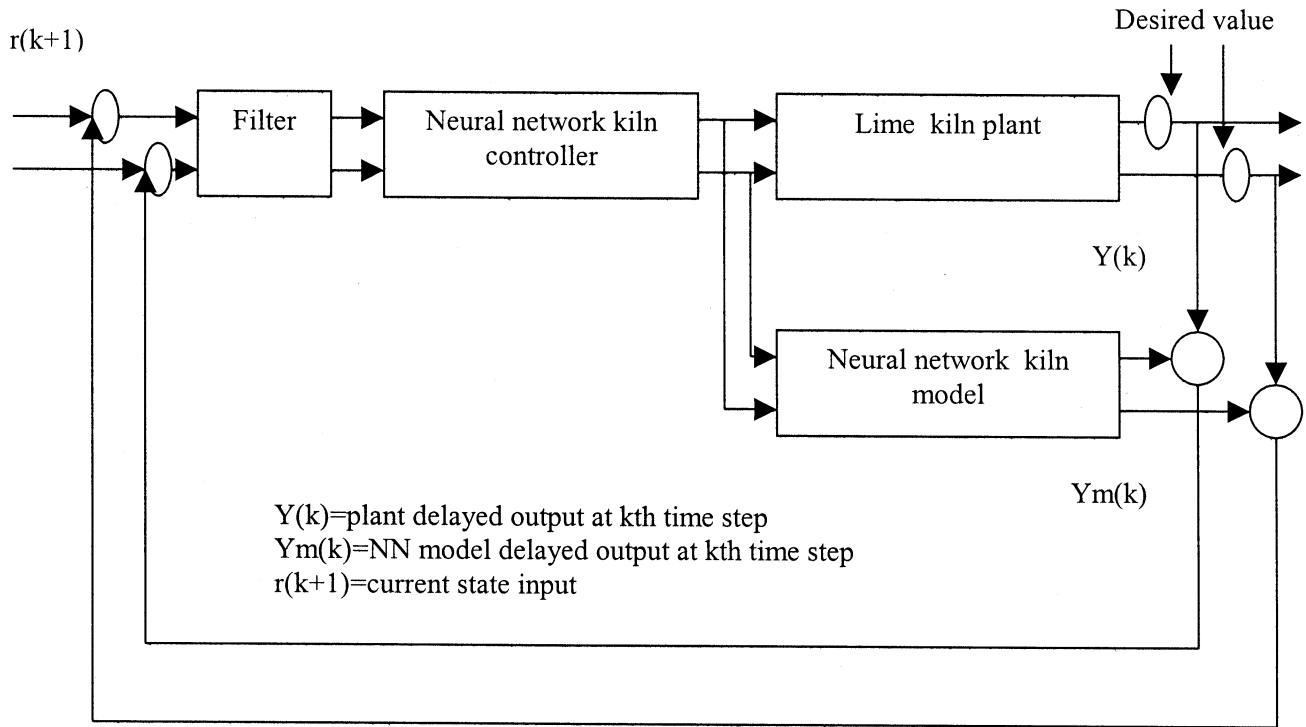 Desired value
r(k+1)
Filter
Neural network kiln
controller
Lime kiln plant
Y(k)
Neural network kiln
model
Ym(k)
Y(k)=plant delayed output at kth time step
Ym(k)=NN model delayed output at kth time step
r(k+1)=current state input